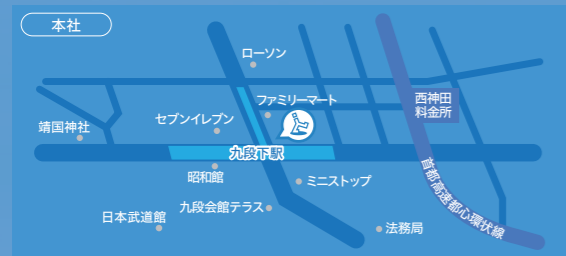 本社
ローソン
ファミリーマート
西神田
料金所
セブンイレブン
靖国神社
九段下駅
昭和館
ミニストップ
首都高速都心環状線
九段会館テラス
日本武道館
法務局